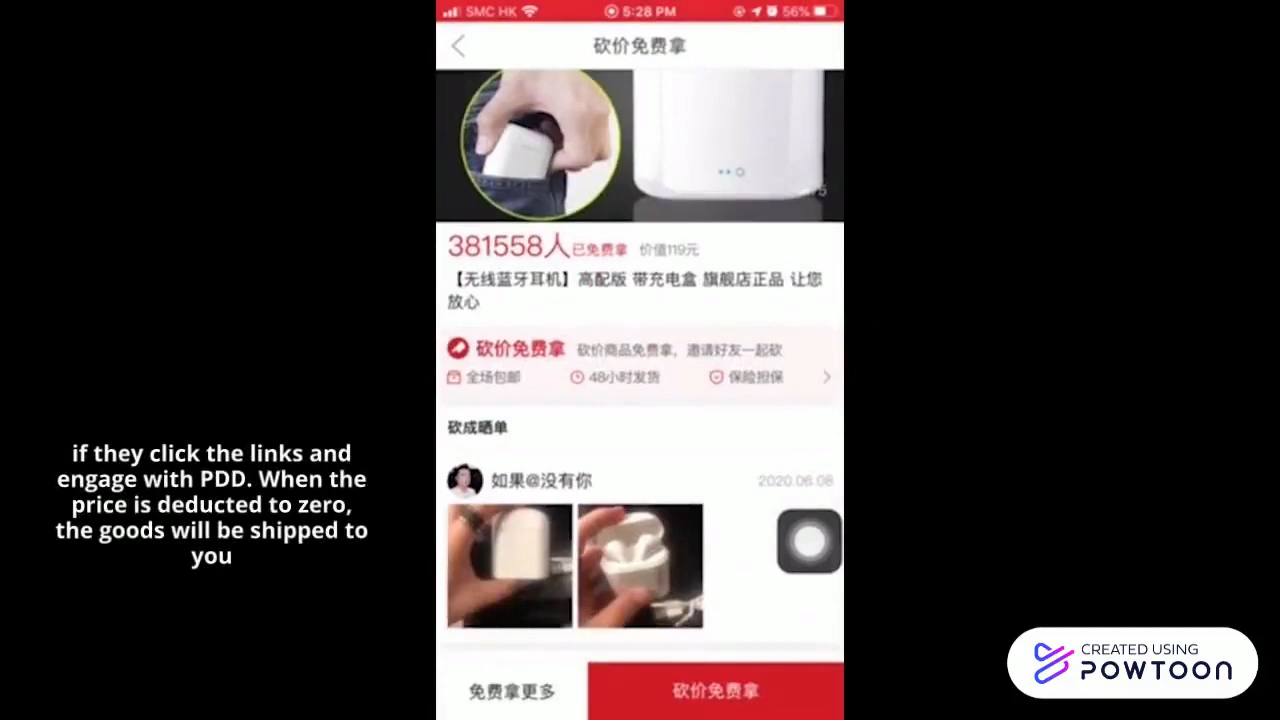 SMC HK
5:28 PM
56%
砍价免费拿
381558人已免费拿 价值119元
【无线蓝牙耳机】高配版 带充电盒 旗舰店正品 让您
放心
砍价免费拿 砍价商品免费拿，邀请好友一起砍
全场包邮 48小时发货 保险担保
砍成晒单
如果@没有你 2020.06.08
免费拿更多 砍价免费拿
if they click the links and
engage with PDD. When the
price is deducted to zero,
the goods will be shipped to
you
CREATED USING
POWTOON